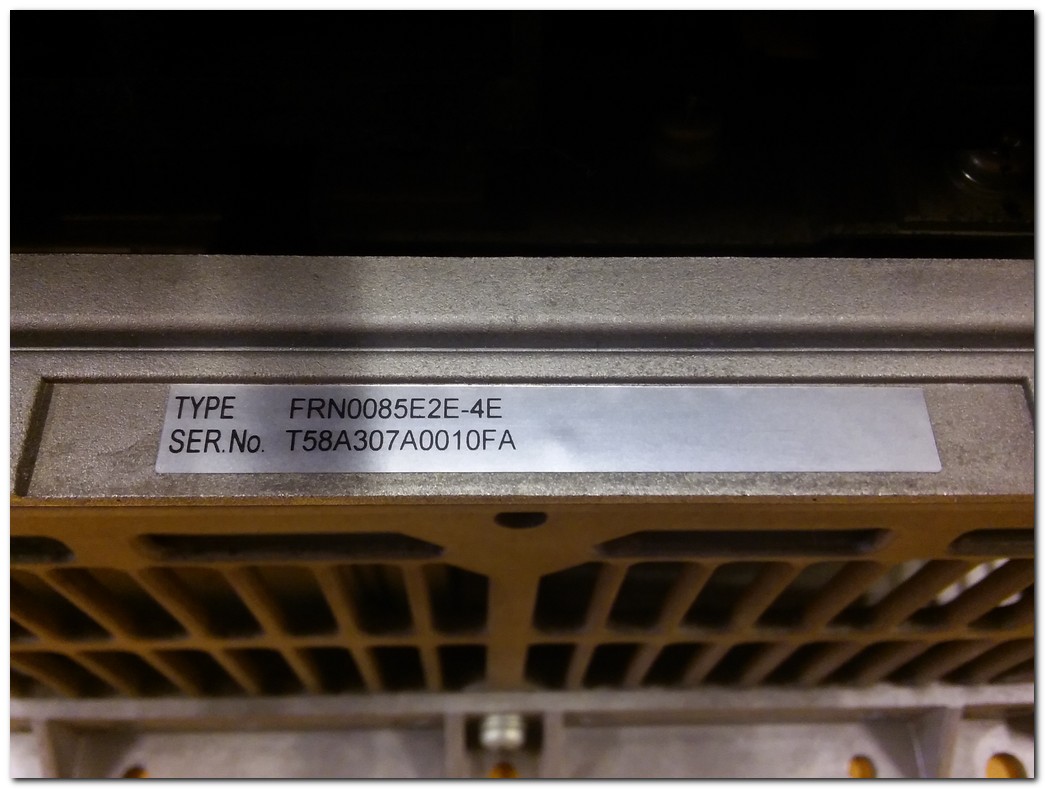 TYPE FRN0085E2E-4E
SER.No. T58A307A0010FA